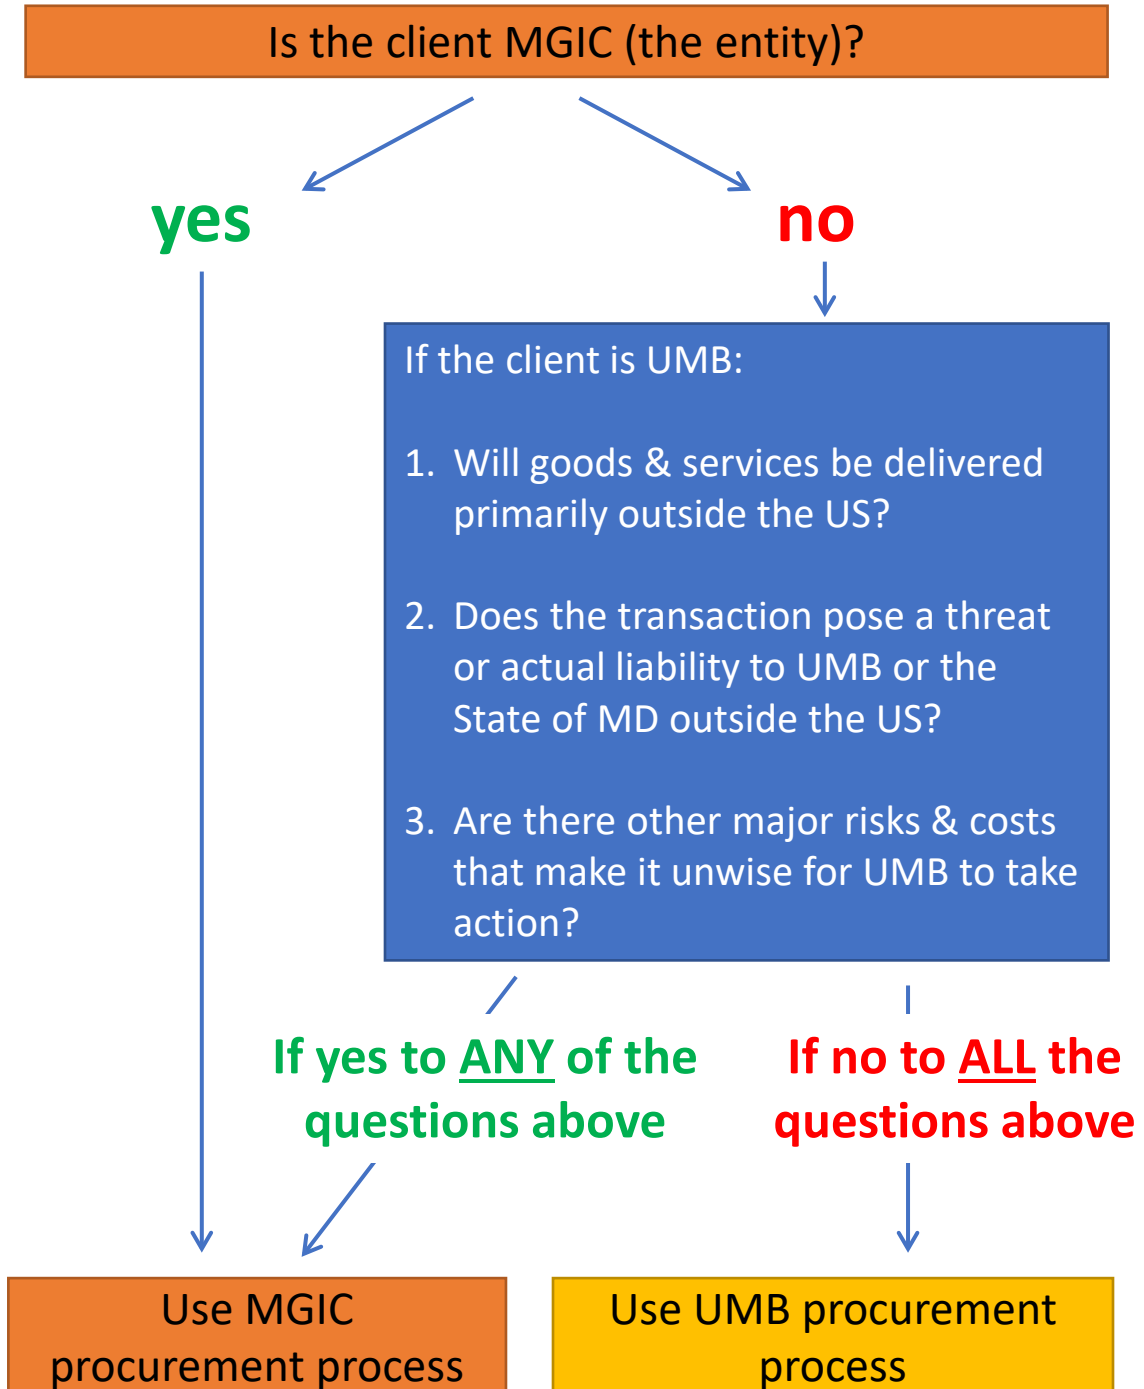 Is the client MGIC (the entity)?
yes
no
If the client is UMB:
1. Will goods & services be delivered
primarily outside the US?
2. Does the transaction pose a threat
or actual liability to UMB or the
State of MD outside the US?
3. Are there other major risks & costs
that make it unwise for UMB to take
action?
If yes to ANY of the
questions above
If no to ALL the
questions above
Use MGIC
procurement process
Use UMB procurement
process